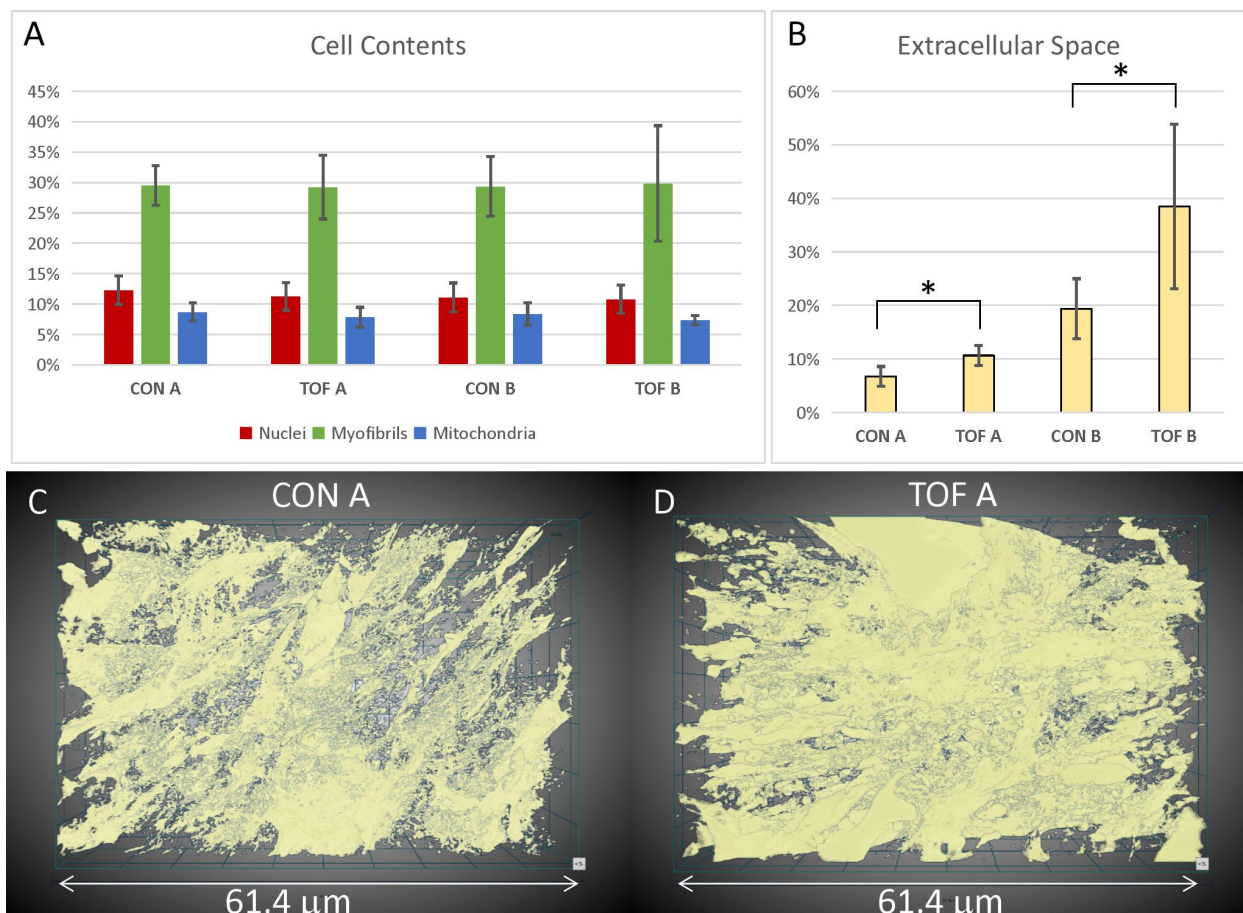 A
Cell Contents
45%
40%
35%
30%
25%
20%
15%
10%
5%
0%
CON A TOF A CON B TOF B
Nuclei Myofibrils Mitochondria
B
Extracellular Space
*
*
60%
50%
40%
30%
20%
10%
0%
CON A TOF A CON B TOF B
C
CON A
61.4 µm
D
TOF A
61.4 µm